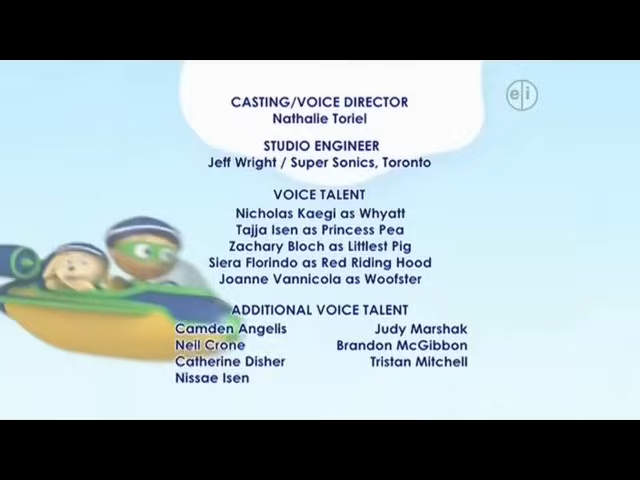 e/i
CASTING/VOICE DIRECTOR
Nathalie Toriel
STUDIO ENGINEER
Jeff Wright / Super Sonics, Toronto
VOICE TALENT
Nicholas Kaegi as Whyatt
Tajja Isen as Princess Pea
Zachary Bloch as Littlest Pig
Siera Florindo as Red Riding Hood
Joanne Vannicola as Woofster
ADDITIONAL VOICE TALENT
Camden Angelis
Neil Crone
Catherine Disher
Nissae Isen
Judy Marshak
Brandon McGibbon
Tristan Mitchell